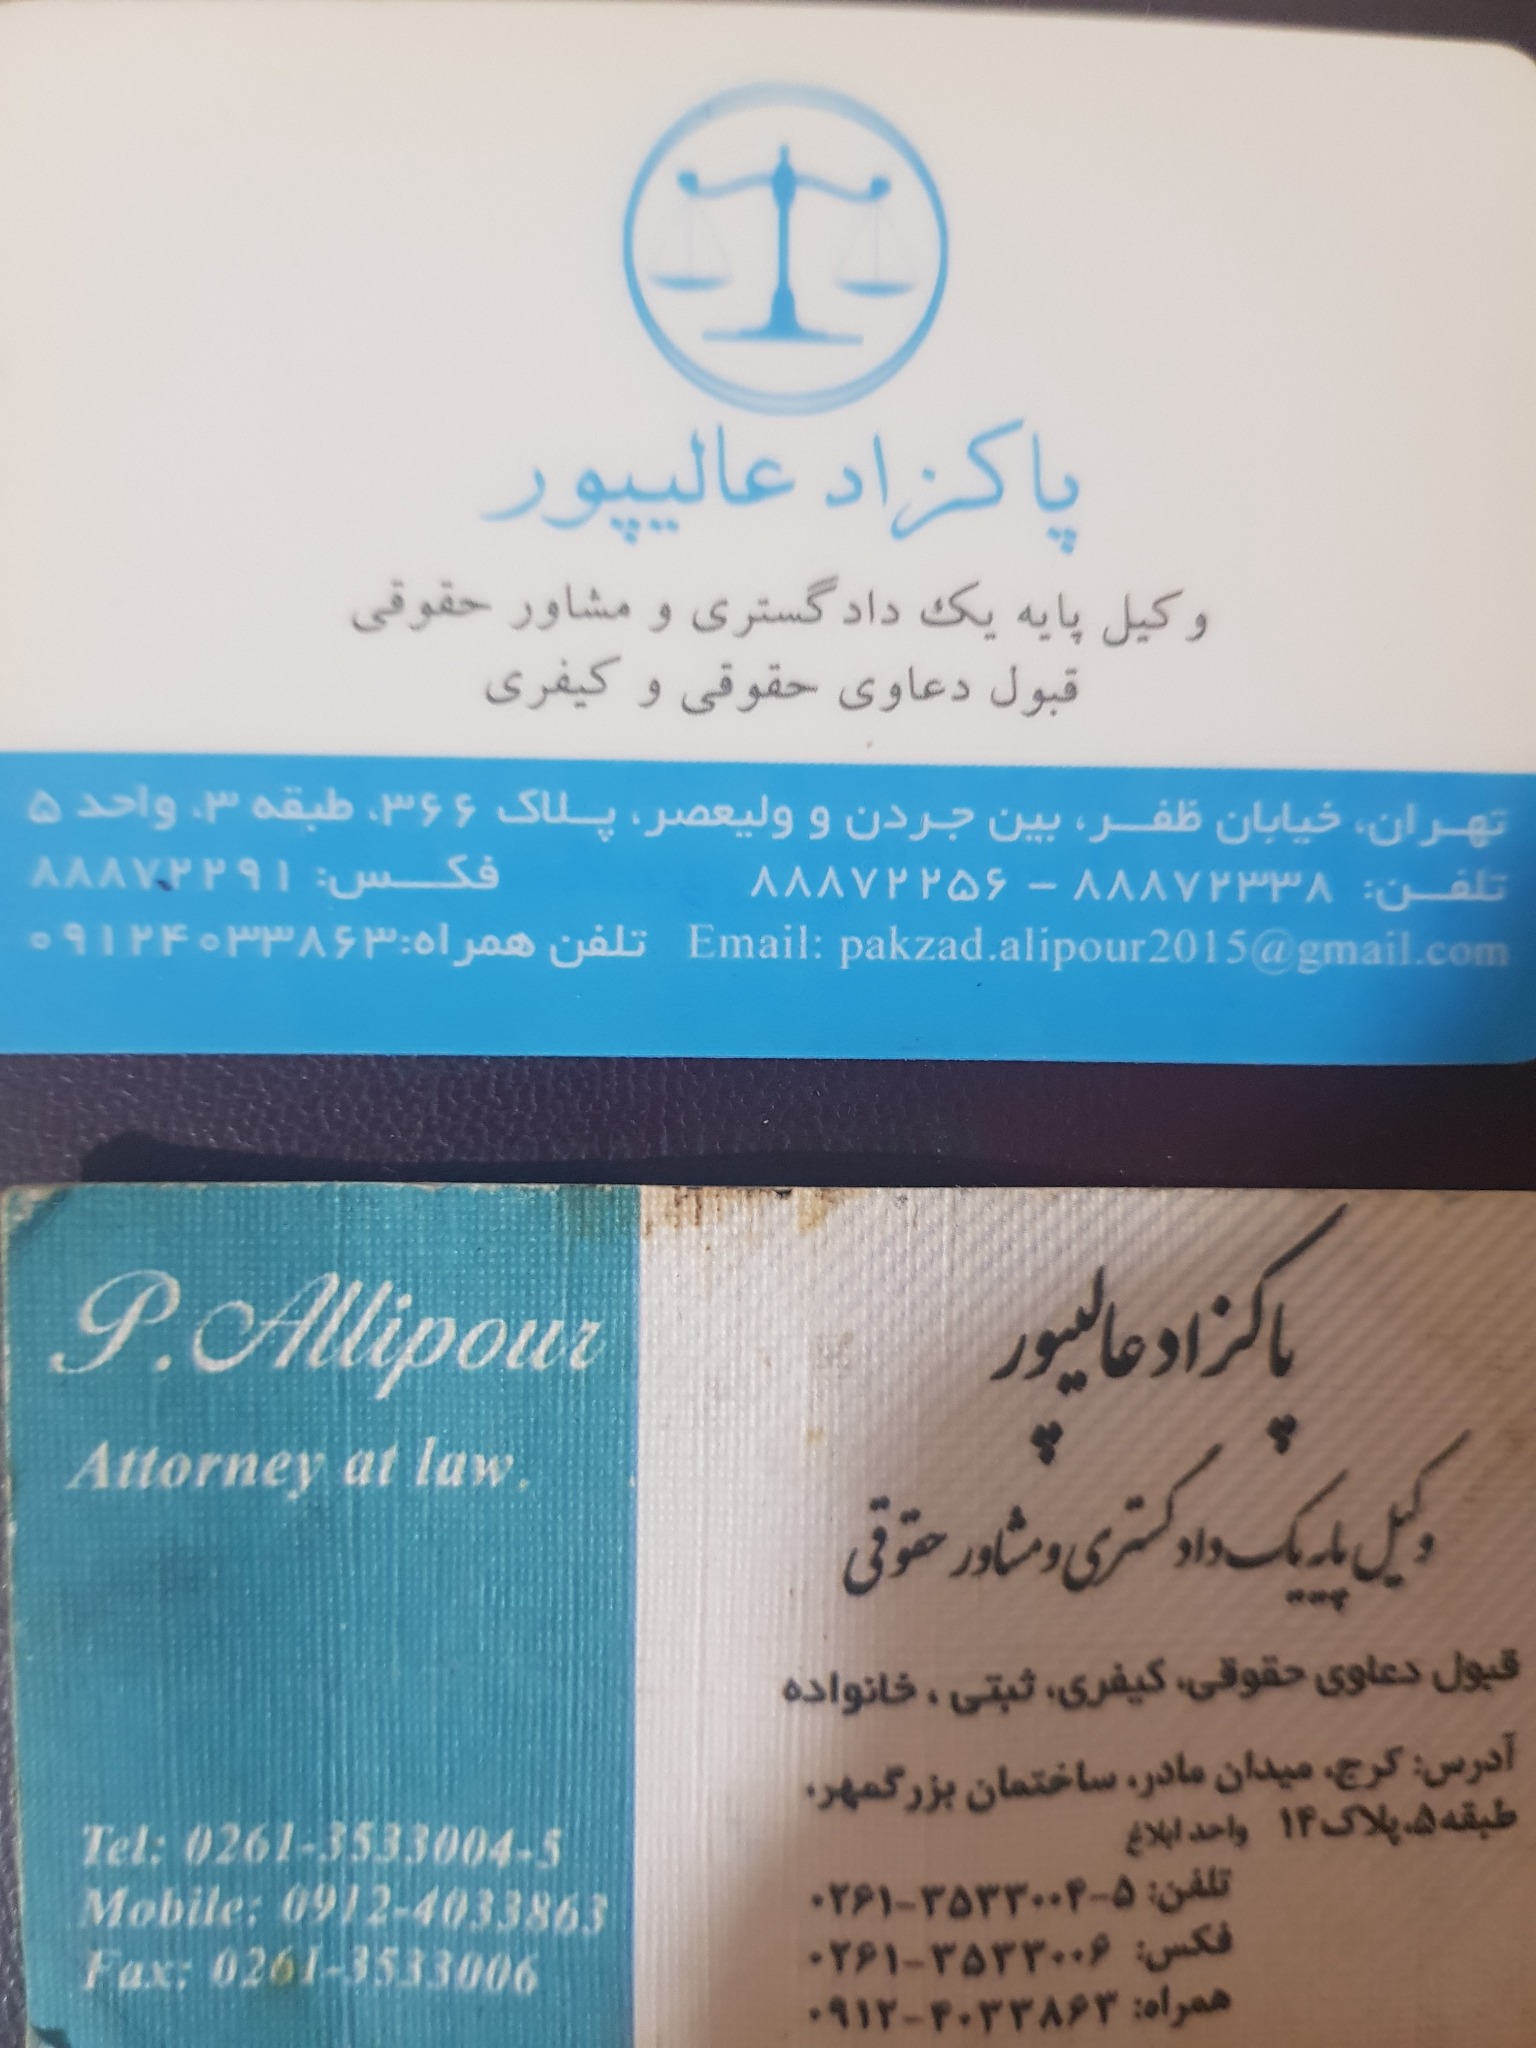 پاکزاد عالیپور
وکیل پایه یک دادگستری و مشاور حقوقی
قبول دعاوی حقوقی و کیفری
تهران، خیابان ظفر، بین جردن و ولیعصر، پلاک ۳۶۶، طبقه ۳، واحد ۵
تلفن: ۸۸۸۷۲۳۳۸ – ۸۸۸۷۲۲۵۶ فکس: ۸۸۸۷۲۲۹۱
Email: pakzad.alipour2015@gmail.com تلفن همراه:۰۹۱۲۴۰۳۳۸۶۳
پاکزاد عالیپور
وکیل پایه یک دادگستری و مشاور حقوقی
قبول دعاوی حقوقی، کیفری، ثبتی، خانواده
آدرس: کرج، میدان مادر، ساختمان بزرگمهر،
طبقه ۵، پلاک ۱۴ واحد ابلاغ
تلفن: ۵-۰۲۶۱-۳۵۳۳۰۰۴
فکس: ۰۲۶۱-۳۵۳۳۰۰۶
همراه: ۰۹۱۲-۴۰۳۳۸۶۳
P. Allipour
Attorney at law.
Tel: 0261-3533004-5
Mobile: 0912-4033863
Fax: 0261-3533006